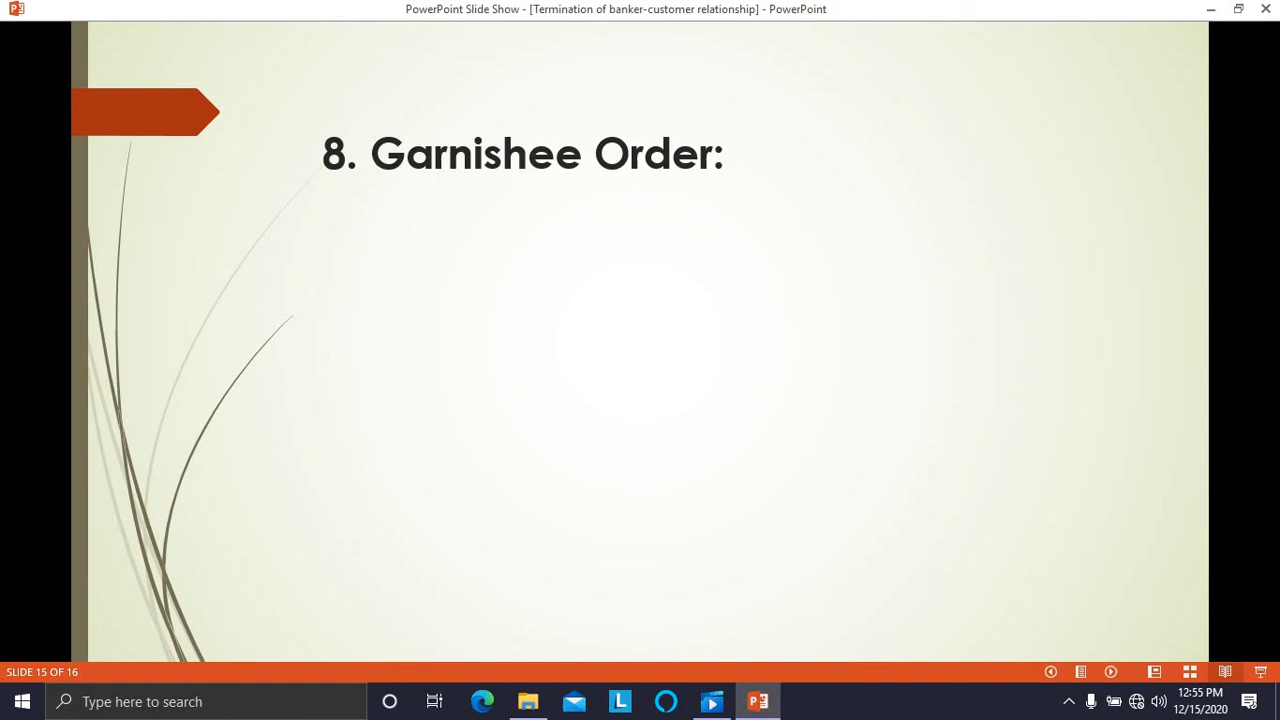 PowerPoint Slide Show - [Termination of banker-customer relationship] - PowerPoint
8. Garnishee Order:
SLIDE 15 OF 16
Type here to search
L
12:55 PM
12/15/2020